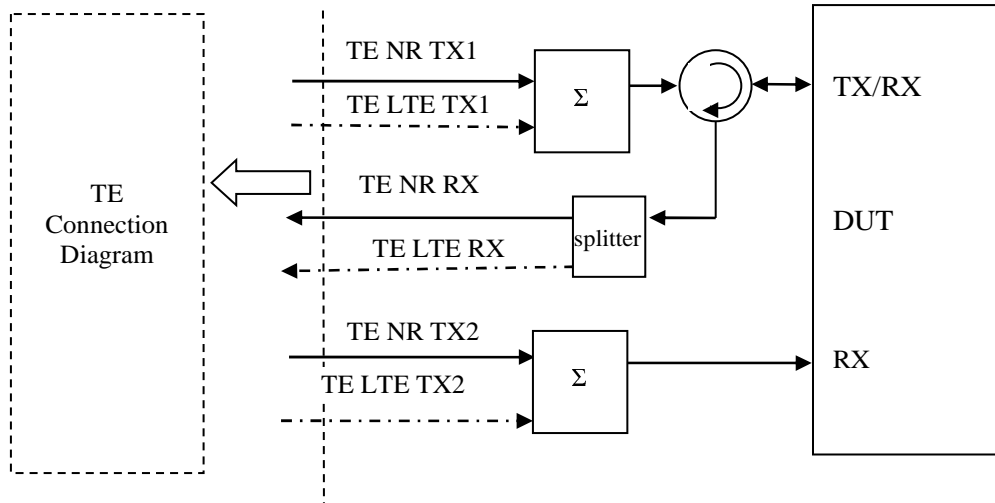 TE NR TX1
TE LTE TX1
Σ
TX/RX
TE
Connection
Diagram
TE NR RX
TE LTE RX
splitter
DUT
TE NR TX2
TE LTE TX2
Σ
RX